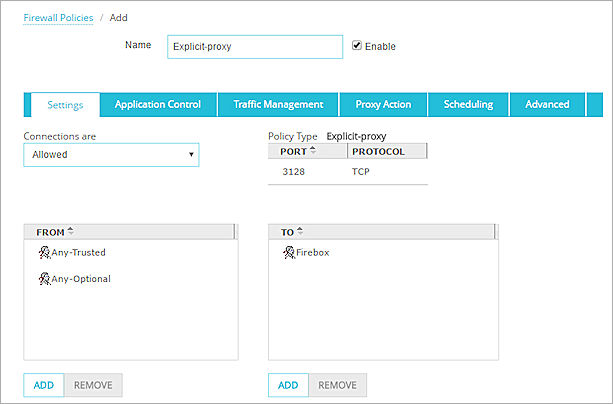 Firewall Policies / Add
Name Explicit-proxy Enable
Settings Application Control Traffic Management Proxy Action Scheduling Advanced
Connections are Policy Type Explicit-proxy
Allowed PORT PROTOCOL
3128 TCP
FROM TO
Any-Trusted Firebox
Any-Optional
ADD REMOVE ADD REMOVE